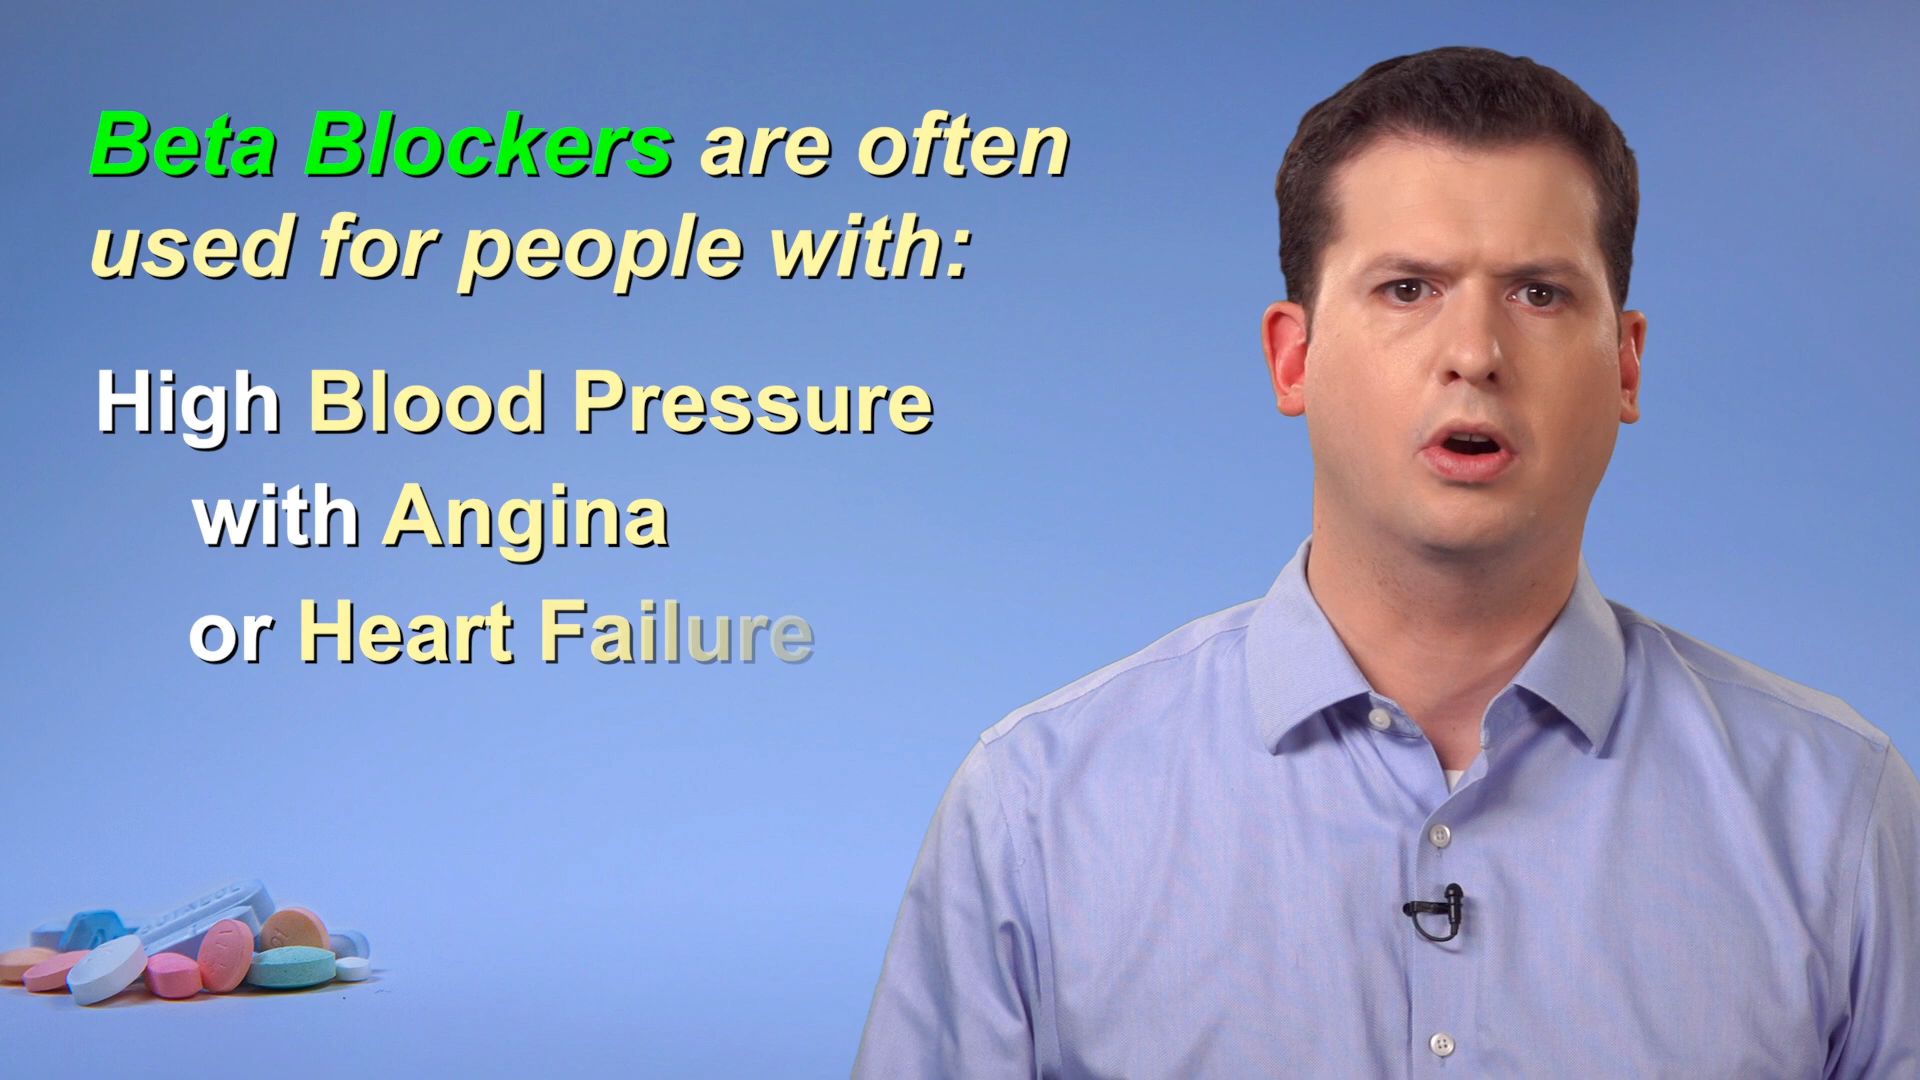 Beta Blockers are often
used for people with:
High Blood Pressure
with Angina
or Heart Failure